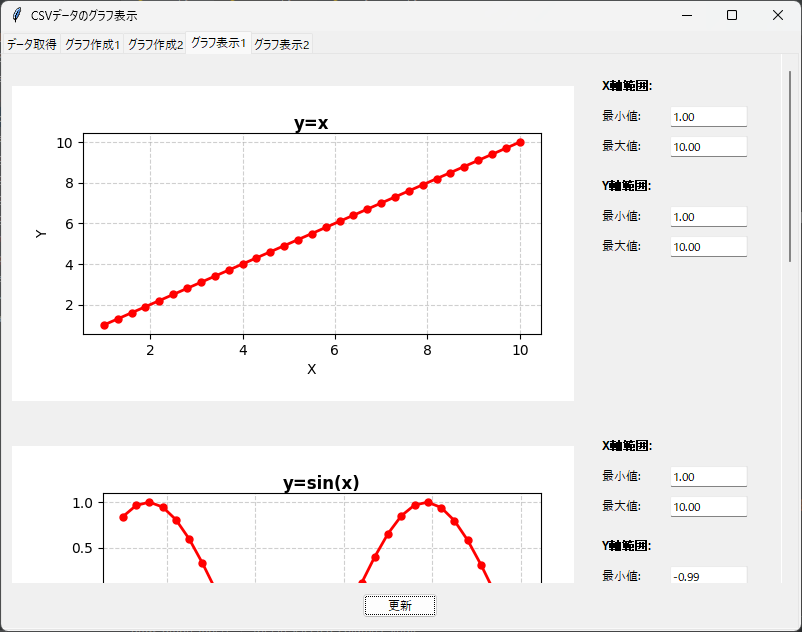 CSVデータのグラフ表示
データ取得 グラフ作成1 グラフ作成2 グラフ表示1 グラフ表示2
y=x
10
8
6
4
2
Y
2 4 6 8 10
X
X軸範囲:
最小値: 1.00
最大値: 10.00
Y軸範囲:
最小値: 1.00
最大値: 10.00
y=sin(x)
1.0
0.5
X軸範囲:
最小値: 1.00
最大値: 10.00
Y軸範囲:
最小値: -0.99
更新